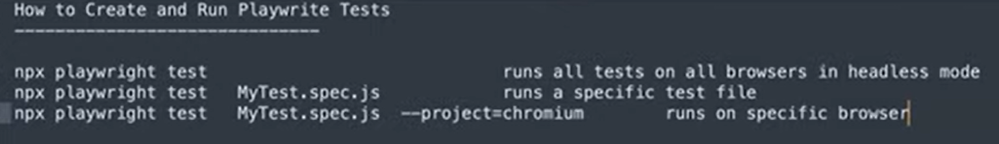 How to Create and Run Playwrite Tests
------------------------------
npx playwright test                             runs all tests on all browsers in headless mode
npx playwright test   MyTest.spec.js            runs a specific test file
npx playwright test   MyTest.spec.js  --project=chromium        runs on specific browser